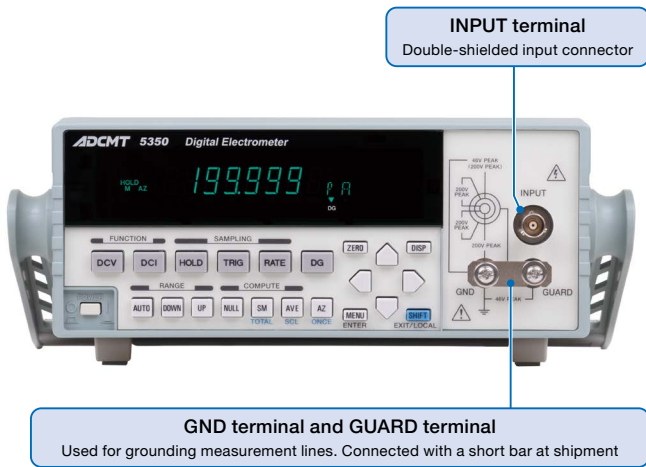 INPUT terminal
Double-shielded input connector
ADCMT 5350 Digital Electrometer
HOLD
M AZ
199.999 pA
DG
48V PEAK
(200V PEAK)
200V
PEAK
200V
PEAK
200V PEAK
INPUT
GND
GUARD
48V PEAK
FUNCTION SAMPLING
DCV DCI HOLD TRIG RATE DG
ZERO DISP
RANGE COMPUTE
AUTO DOWN UP NULL SM AVE AZ
TOTAL SCL ONCE
MENU SHIFT
ENTER EXIT/LOCAL
GND terminal and GUARD terminal
Used for grounding measurement lines. Connected with a short bar at shipment